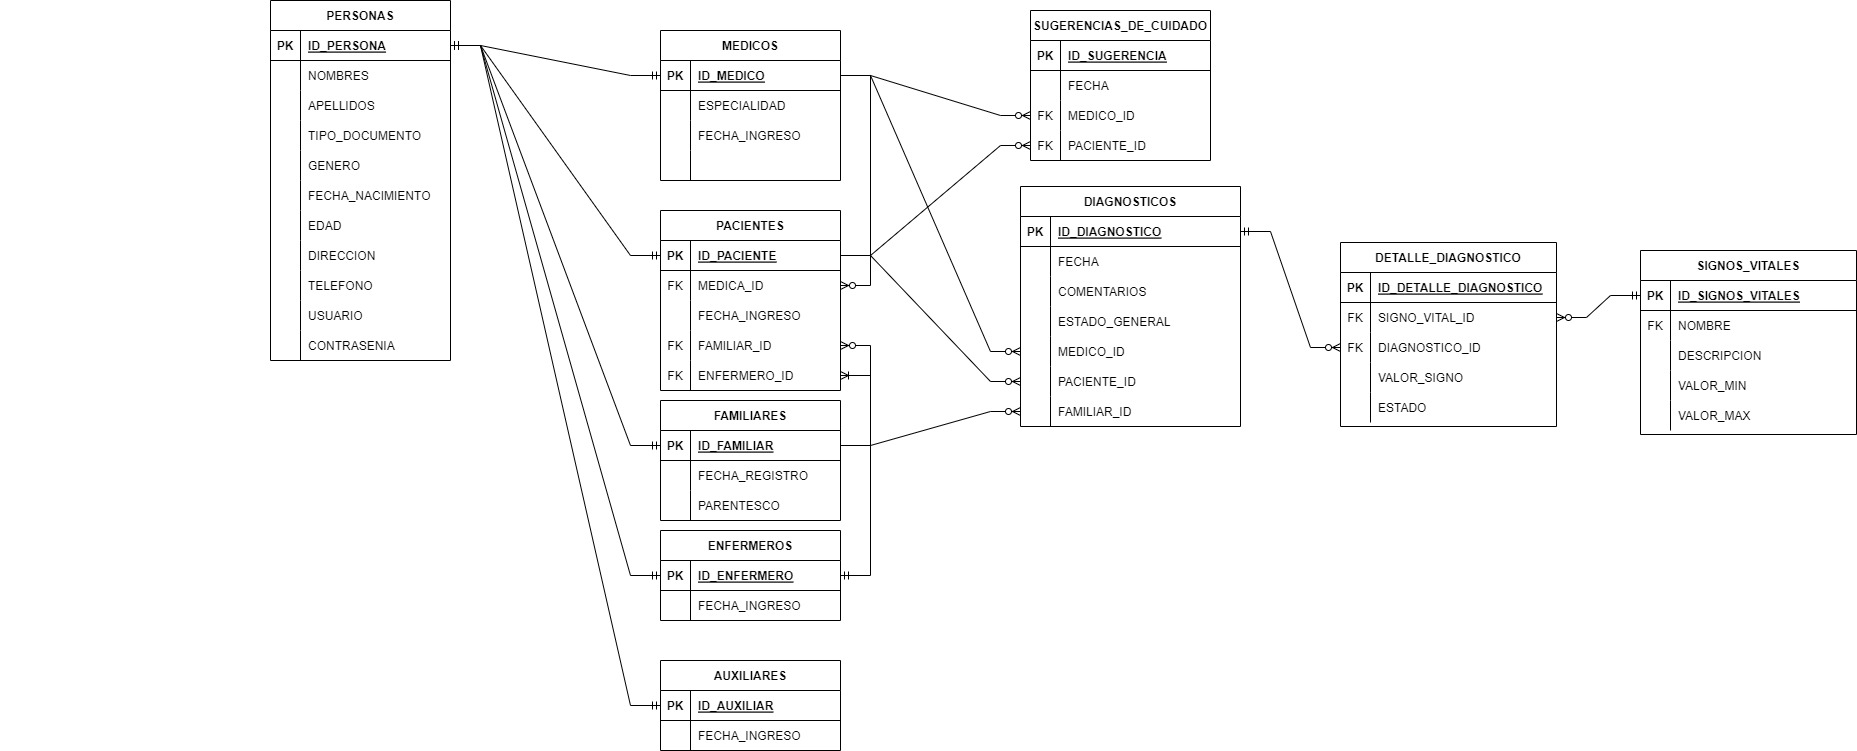 PERSONAS
PK ID_PERSONA
NOMBRES
APELLIDOS
TIPO_DOCUMENTO
GENERO
FECHA_NACIMIENTO
EDAD
DIRECCION
TELEFONO
USUARIO
CONTRASENIA
MEDICOS
PK ID_MEDICO
ESPECIALIDAD
FECHA_INGRESO
PACIENTES
PK ID_PACIENTE
FK MEDICA_ID
FECHA_INGRESO
FK FAMILIAR_ID
FK ENFERMERO_ID
FAMILIARES
PK ID_FAMILIAR
FECHA_REGISTRO
PARENTESCO
ENFERMEROS
PK ID_ENFERMERO
FECHA_INGRESO
AUXILIARES
PK ID_AUXILIAR
FECHA_INGRESO
SUGERENCIAS_DE_CUIDADO
PK ID_SUGERENCIA
FECHA
FK MEDICO_ID
FK PACIENTE_ID
DIAGNOSTICOS
PK ID_DIAGNOSTICO
FECHA
COMENTARIOS
ESTADO_GENERAL
MEDICO_ID
PACIENTE_ID
FAMILIAR_ID
DETALLE_DIAGNOSTICO
PK ID_DETALLE_DIAGNOSTICO
FK SIGNO_VITAL_ID
FK DIAGNOSTICO_ID
VALOR_SIGNO
ESTADO
SIGNOS_VITALES
PK ID_SIGNOS_VITALES
FK NOMBRE
DESCRIPCION
VALOR_MIN
VALOR_MAX